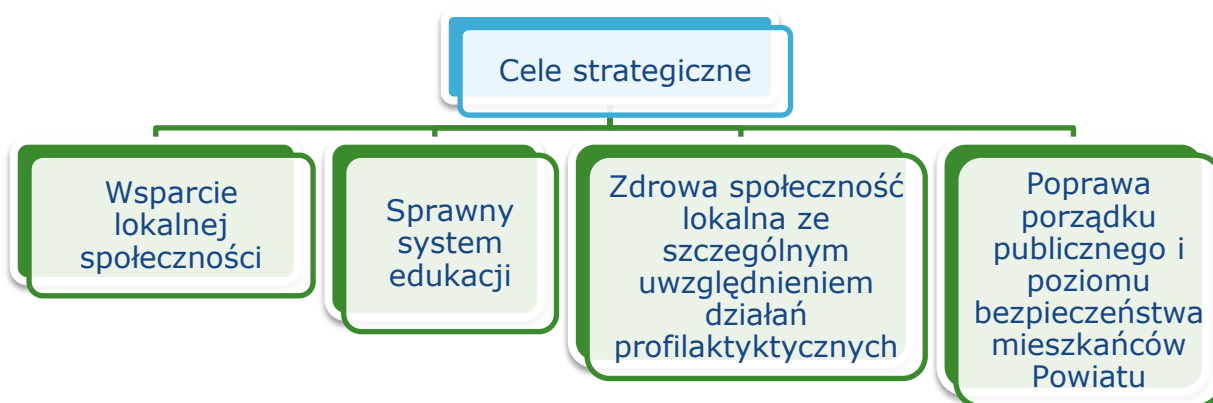 Cele strategiczne
Wsparcie
lokalnej
społeczności
Sprawny
system
edukacji
Zdrowa społeczność
lokalna ze
szczególnym
uwzględnieniem
działań
profilaktyktycznych
Poprawa
porządku
publicznego i
poziomu
bezpieczeństwa
mieszkańców
Powiatu